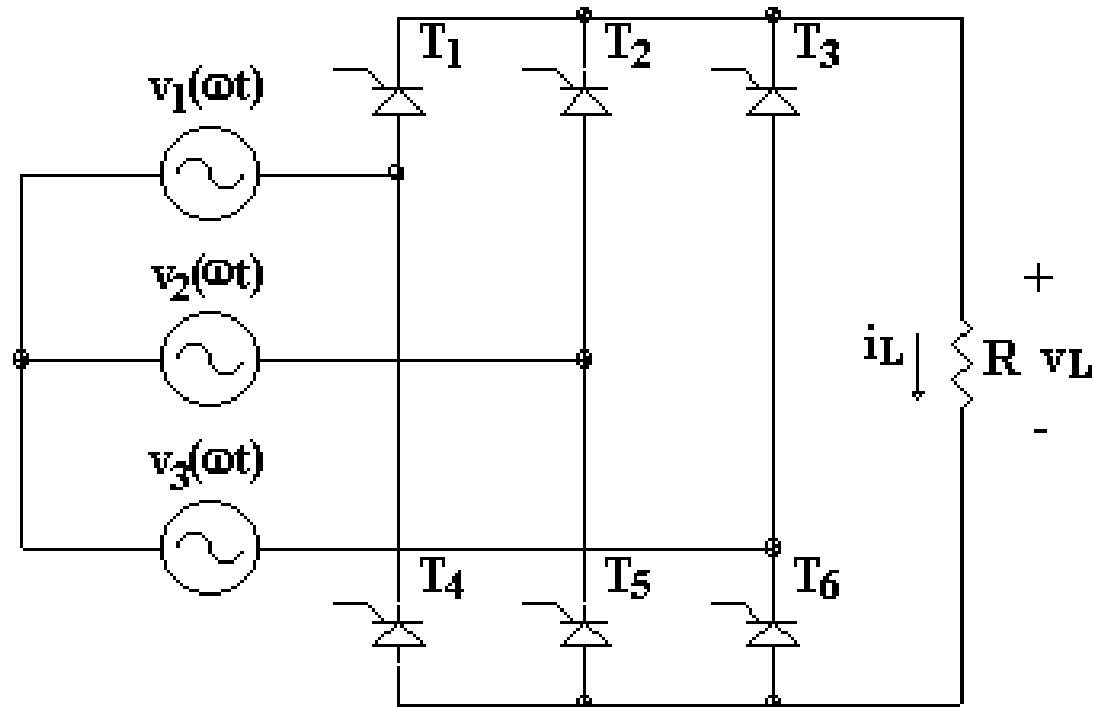 T1 T2 T3
v1(ωt)
v2(ωt)
+
iL R vL
-
v3(ωt)
T4 T5 T6